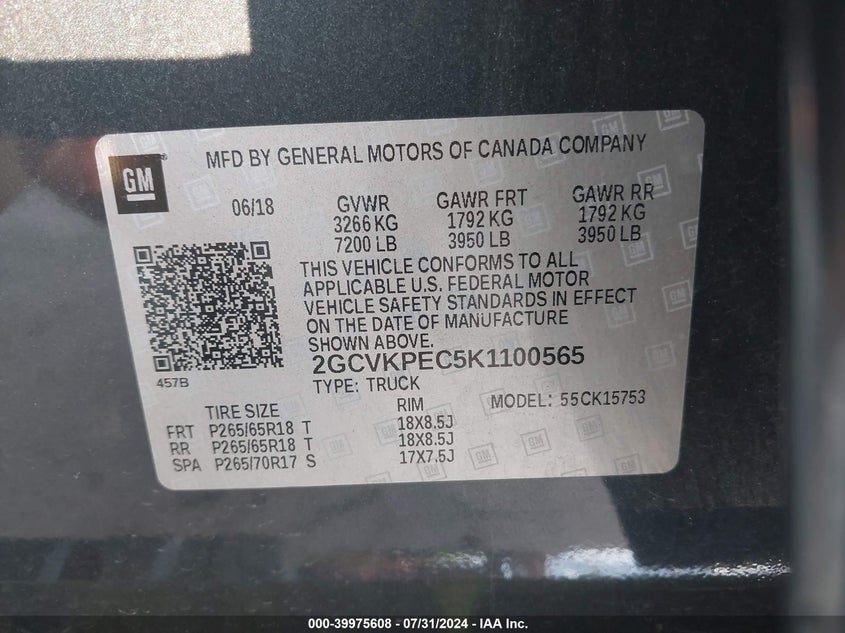 GM
MFD BY GENERAL MOTORS OF CANADA COMPANY
06/18
GVWR GAWR FRT GAWR RR
3266 KG 1792 KG 1792 KG
7200 LB 3950 LB 3950 LB
THIS VEHICLE CONFORMS TO ALL
APPLICABLE U.S. FEDERAL MOTOR
VEHICLE SAFETY STANDARDS IN EFFECT
ON THE DATE OF MANUFACTURE
SHOWN ABOVE.
2GCVKPEC5K1100565
457B
TYPE: TRUCK
MODEL: 55CK15753
TIRE SIZE RIM
FRT P265/65R18 T 18X8.5J
RR P265/65R18 T 18X8.5J
SPA P265/70R17 S 17X7.5J
000-39975608 - 07/31/2024 - IAA Inc.